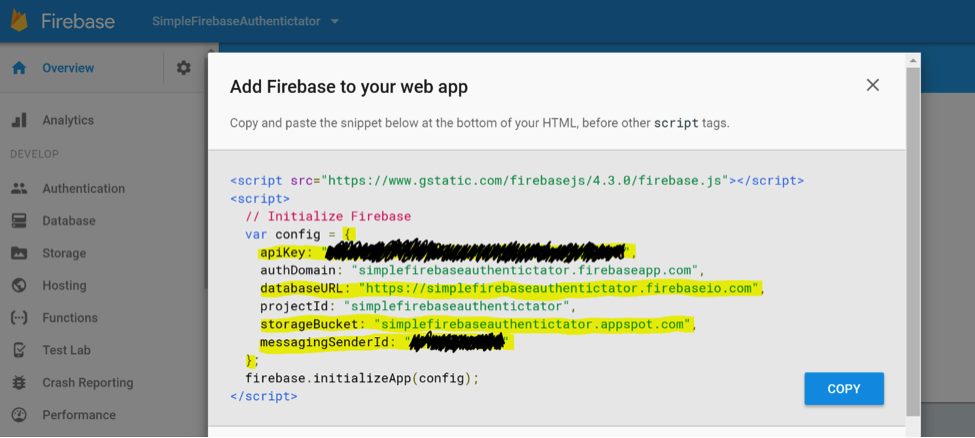 Firebase
SimpleFirebaseAuthentictator
Overview
Analytics
DEVELOP
Authentication
Database
Storage
Hosting
Functions
Test Lab
Crash Reporting
Performance
Add Firebase to your web app
Copy and paste the snippet below at the bottom of your HTML, before other script tags.
<script src="https://www.gstatic.com/firebasejs/4.3.0/firebase.js"></script>
<script>
// Initialize Firebase
var config = {
apiKey: "
",
authDomain: "simplefirebaseauthentictator.firebaseapp.com",
databaseURL: "https://simplefirebaseauthentictator.firebaseio.com",
projectId: "simplefirebaseauthentictator",
storageBucket: "simplefirebaseauthentictator.appspot.com",
messagingSenderId: "
"
};
firebase.initializeApp(config);
</script>
COPY